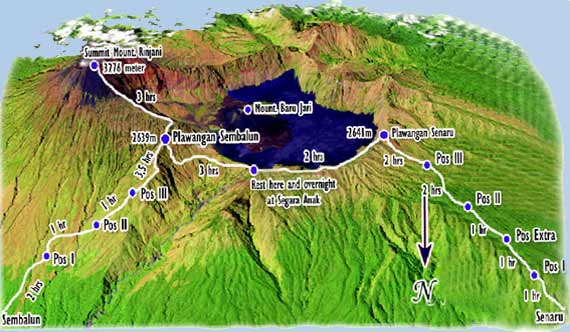 Summit Mount. Rinjani
3276 meter
3 hrs
Mount. Baru Jari
2639m
Plawangan Sembalun
2641m
Plawangan Senaru
3.5 hrs
3 hrs
2 hrs
Rest here and overnight
at Segara Anak
2 hrs
Pos III
2 hrs
Pos III
1 hr
Pos II
1 hr
Pos I
2 hrs
Sembalun
Pos II
1 hr
Pos Extra
1 hr
Pos I
1 hr
Senaru
N